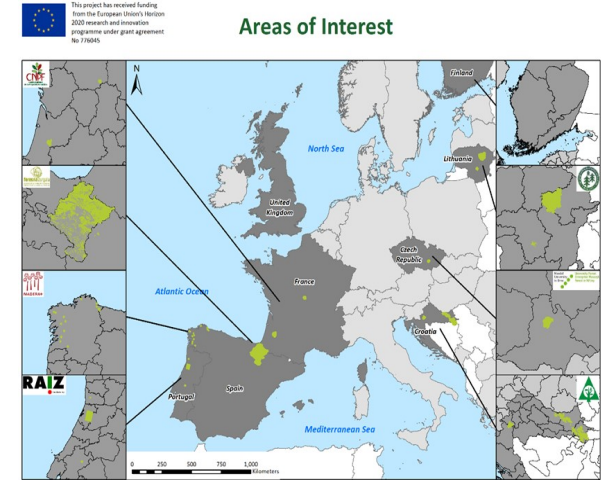 This project has received funding
from the European Union's Horizon
2020 research and innovation
programme under grant agreement
No 776045
Areas of Interest
CNPF
N
Finland
North Sea
Lithuania
United
Kingdom
Czech
Republic
France
Atlantic Ocean
Croatia
RAIZ
Portugal
Spain
Mediterranean Sea
0 250 500 750 1,000
Kilometers